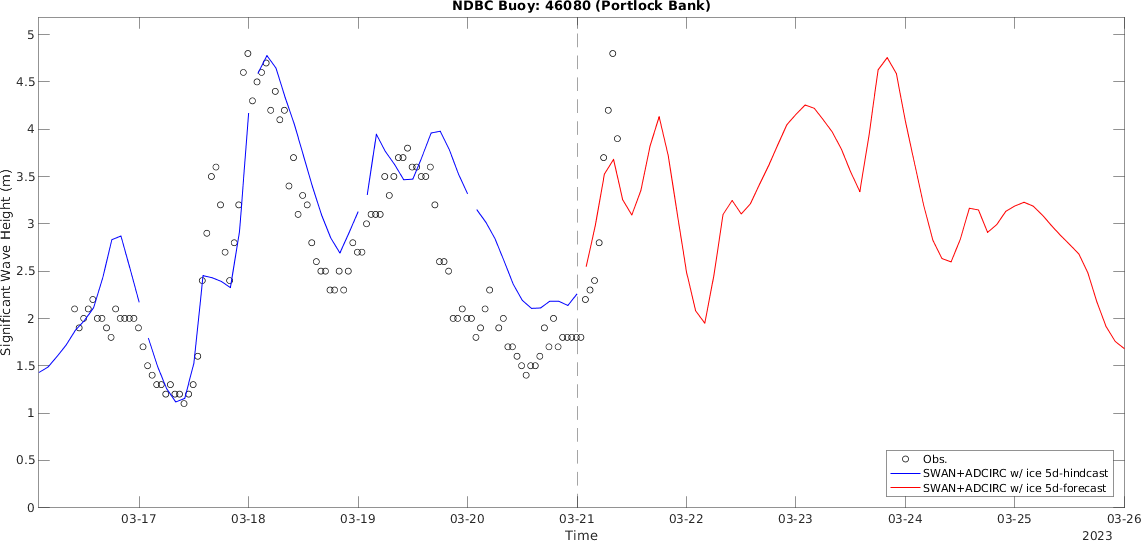 NDBC Buoy: 46080 (Portlock Bank)
5
4.5
4
3.5
3
2.5
2
1.5
1
0.5
0
Significant Wave Height (m)
Obs.
SWAN+ADCIRC w/ ice 5d-hindcast
SWAN+ADCIRC w/ ice 5d-forecast
03-17 03-18 03-19 03-20 03-21 03-22 03-23 03-24 03-25 03-26
Time
2023